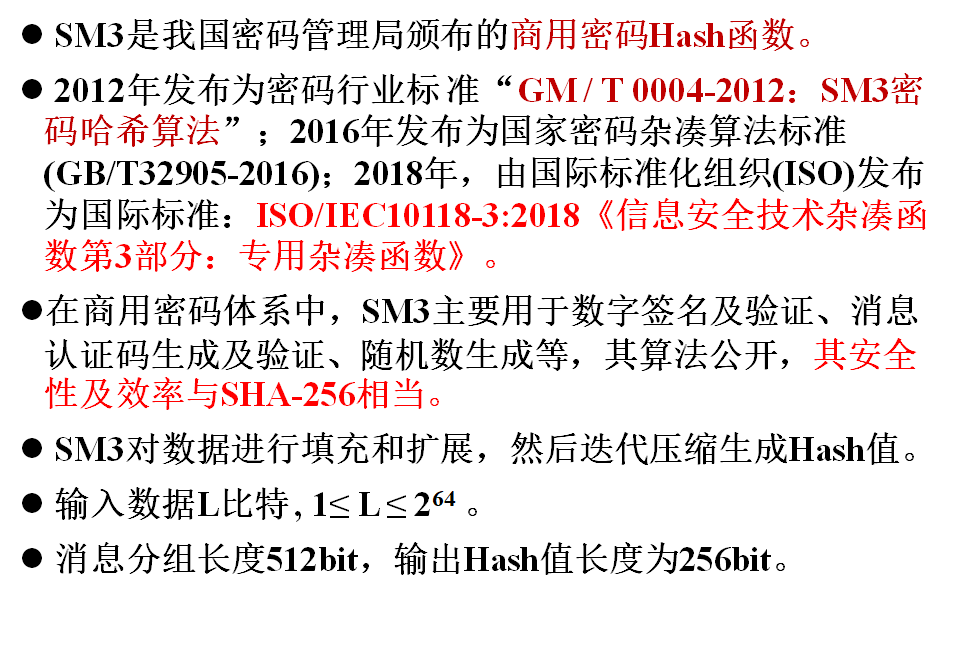 ● SM3是我国密码管理局颁布的商用密码Hash函数。
● 2012年发布为密码行业标准“GM / T 0004-2012：SM3密
码哈希算法”；2016年发布为国家密码杂凑算法标准
(GB/T32905-2016)；2018年，由国际标准化组织(ISO)发布
为国际标准：ISO/IEC10118-3:2018《信息安全技术杂凑函
数第3部分：专用杂凑函数》。
●在商用密码体系中，SM3主要用于数字签名及验证、消息
认证码生成及验证、随机数生成等，其算法公开，其安全
性及效率与SHA-256相当。
● SM3对数据进行填充和扩展，然后迭代压缩生成Hash值。
● 输入数据L比特, 1≤ L ≤ 2⁶⁴ 。
● 消息分组长度512bit，输出Hash值长度为256bit。